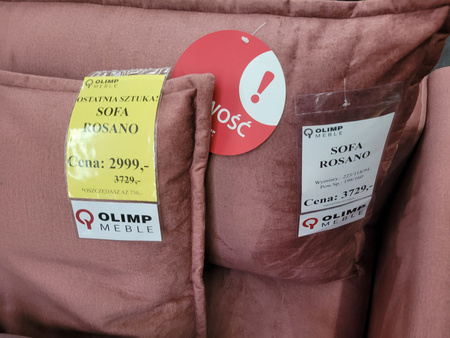 OLIMP
MEBLE
OSTATNIA SZTUKA!
SOFA
ROSANO
Cena: 2999,-
3729,-
OLIMP
MEBLE
WOŚĆ
OLIMP
MEBLE
SOFA
ROSANO
Cena: 3729,-
OLIMP
MEBLE